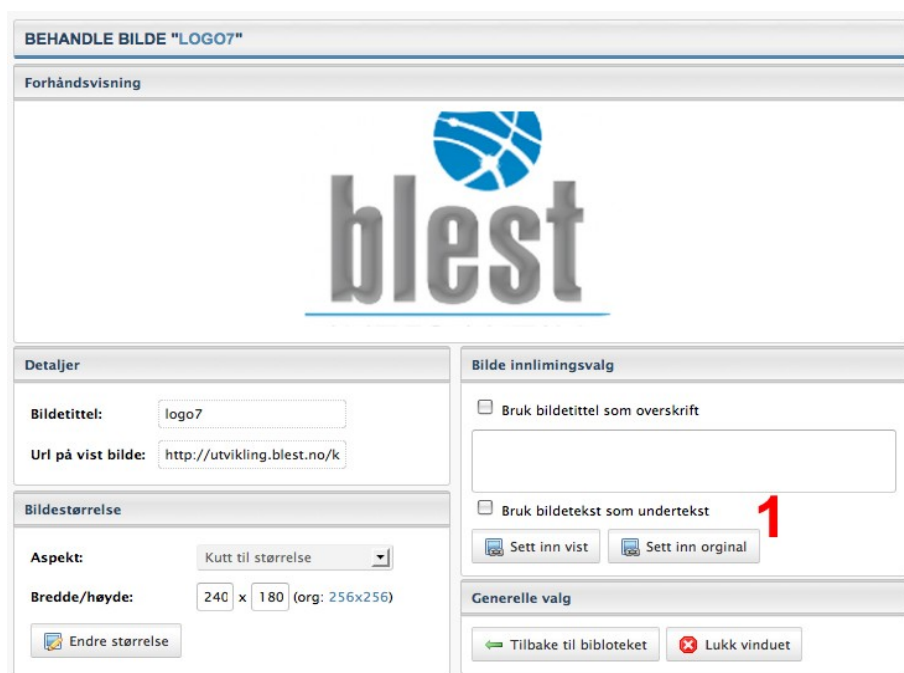 BEHANDLE BILDE "LOGO7"
Forhåndsvisning
blest
Detaljer
Bildetittel: logo7
Url på vist bilde: http://utvikling.blest.no/k
Bildestørrelse
Aspekt: Kutt til størrelse
Bredde/høyde: 240 x 180 (org: 256x256)
Endre størrelse
Bilde innlimingsvalg
Bruk bildetittel som overskrift
Bruk bildetekst som undertekst
1
Sett inn vist Sett inn orginal
Generelle valg
Tilbake til bibloteket Lukk vinduet